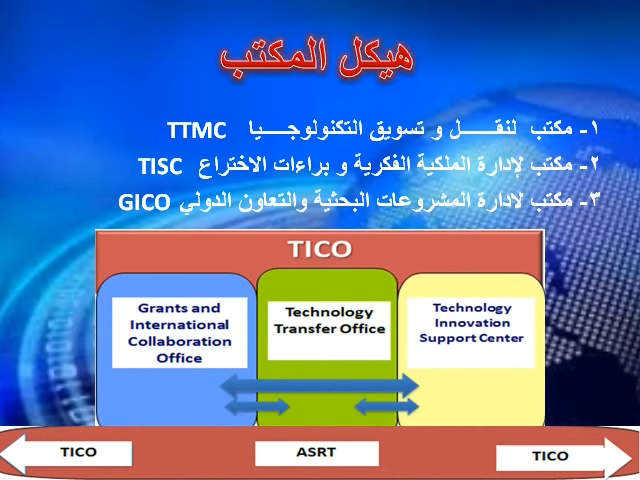 هيكل المكتب
١- مكتب لنقـــــــل و تسويق التكنولوجـــــيا TTMC
٢- مكتب لإدارة الملكية الفكرية و براءات الاختراع TISC
٣- مكتب لادارة المشروعات البحثية والتعاون الدولي GICO
TICO
Grants and
International
Collaboration
Office
Technology
Transfer Office
Technology
Innovation
Support Center
TICO
ASRT
TICO